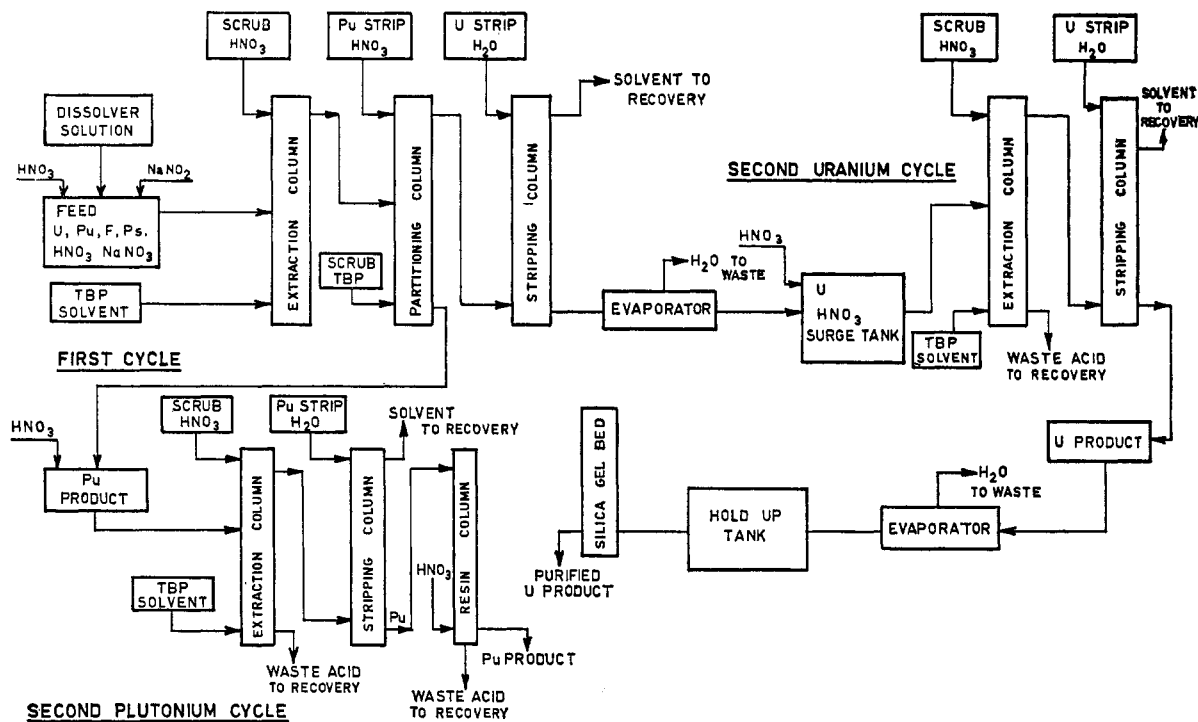 SCRUB
HNO3
Pu STRIP
HNO3
U STRIP
H2O
SOLVENT TO
RECOVERY
DISSOLVER
SOLUTION
HNO3
NaNO2
FEED
U, Pu, F, Ps.
HNO3 NaNO3
TBP
SOLVENT
EXTRACTION COLUMN
SCRUB
TBP
PARTITIONING COLUMN
STRIPPING COLUMN
FIRST CYCLE
EVAPORATOR
H2O TO
WASTE
HNO3
U
HNO3
SURGE TANK
SECOND URANIUM CYCLE
SCRUB
HNO3
U STRIP
H2O
SOLVENT
TO
RECOVERY
EXTRACTION COLUMN
STRIPPING COLUMN
TBP
SOLVENT
WASTE ACID
TO RECOVERY
U PRODUCT
H2O
TO WASTE
EVAPORATOR
HOLD UP
TANK
SILICA GEL BED
PURIFIED
U PRODUCT
HNO3
Pu
PRODUCT
SCRUB
HNO3
Pu STRIP
H2O
SOLVENT
TO RECOVERY
EXTRACTION COLUMN
STRIPPING COLUMN
RESIN COLUMN
HNO3
TBP
SOLVENT
Pu
Pu PRODUCT
WASTE ACID
TO RECOVERY
WASTE ACID
TO RECOVERY
SECOND PLUTONIUM CYCLE